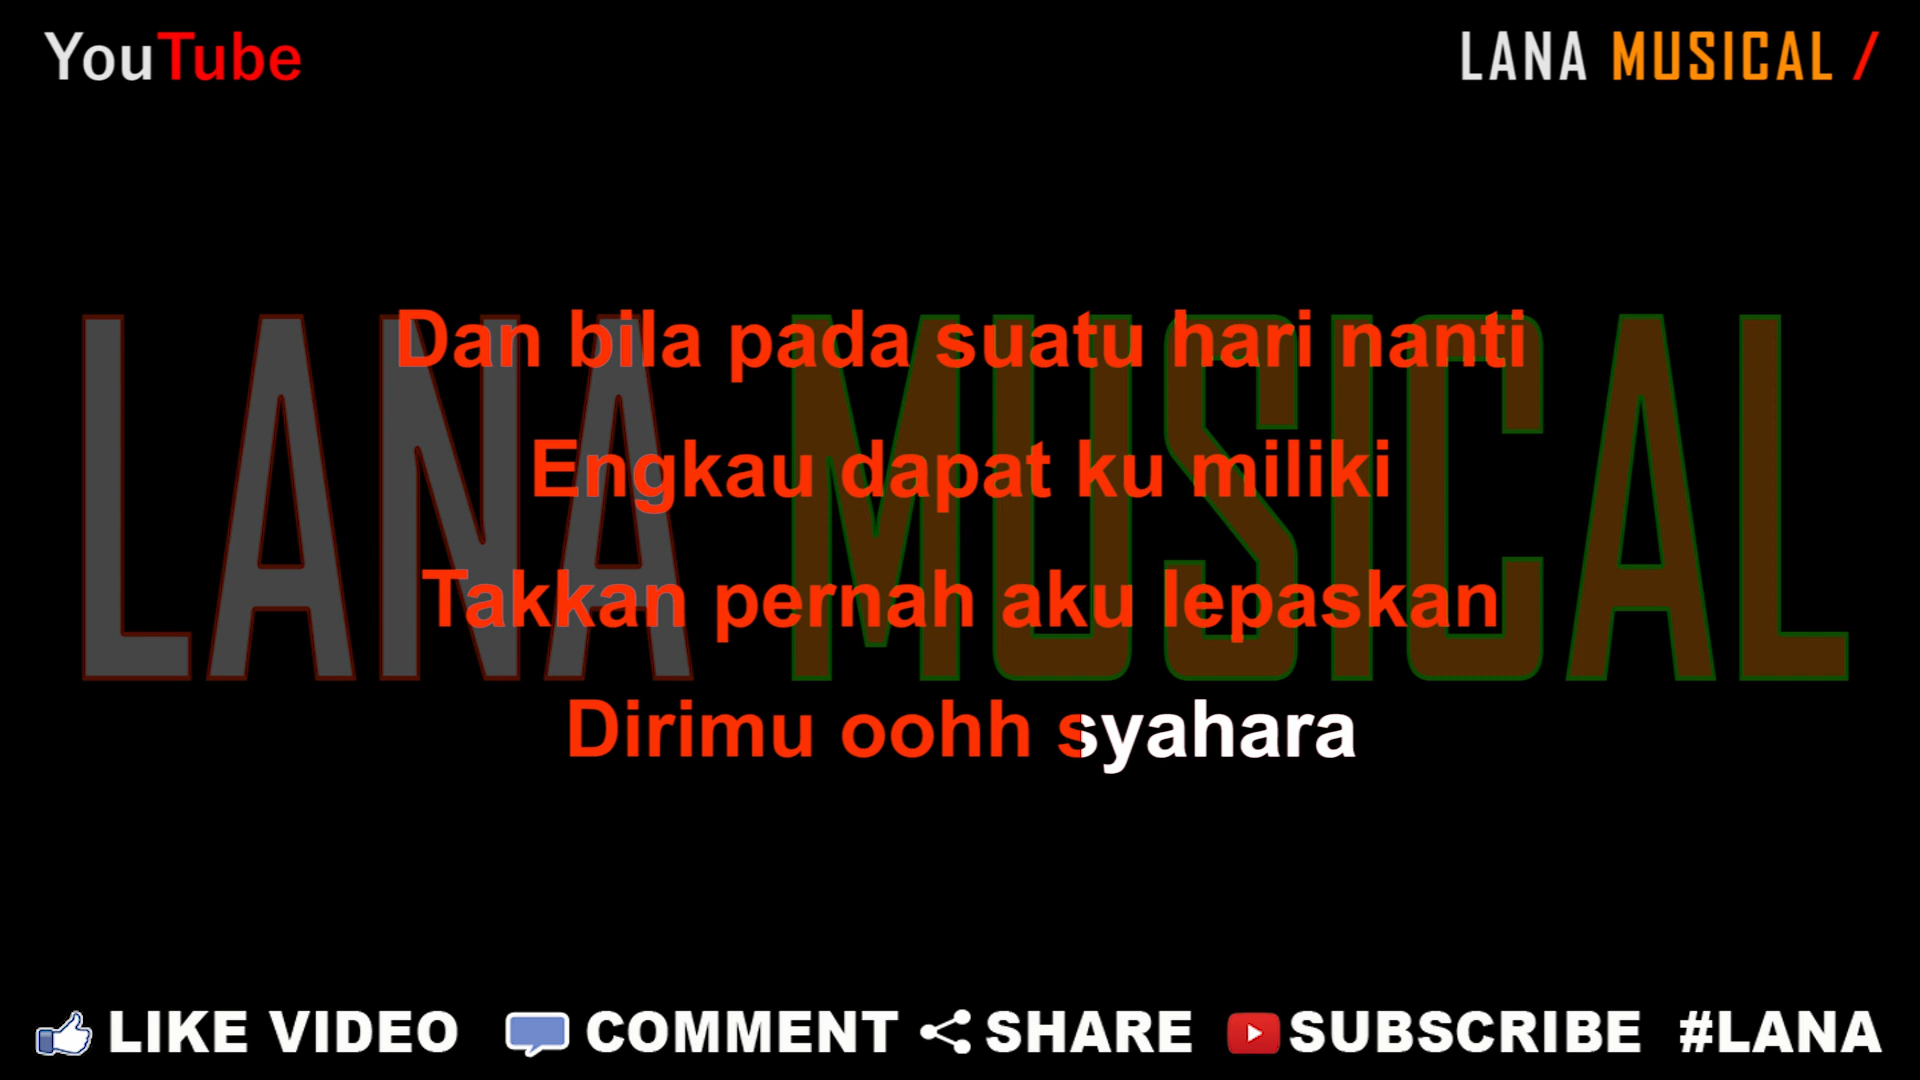 YouTube
LANA MUSICAL /
LANA MUSICAL
Dan bila pada suatu hari nanti
Engkau dapat ku miliki
Takkan pernah aku lepaskan
Dirimu oohh syahara
LIKE VIDEO COMMENT SHARE SUBSCRIBE #LANA